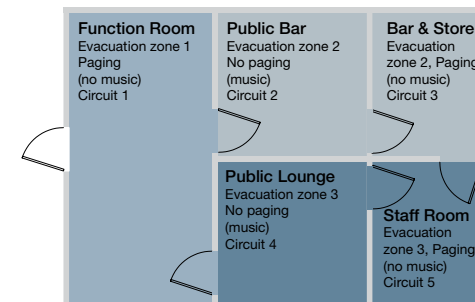 Function Room
Evacuation zone 1
Paging
(no music)
Circuit 1
Public Bar
Evacuation zone 2
No paging
(music)
Circuit 2
Bar & Store
Evacuation
zone 2, Paging
(no music)
Circuit 3
Public Lounge
Evacuation zone 3
No paging
(music)
Circuit 4
Staff Room
Evacuation
zone 3, Paging
(no music)
Circuit 5